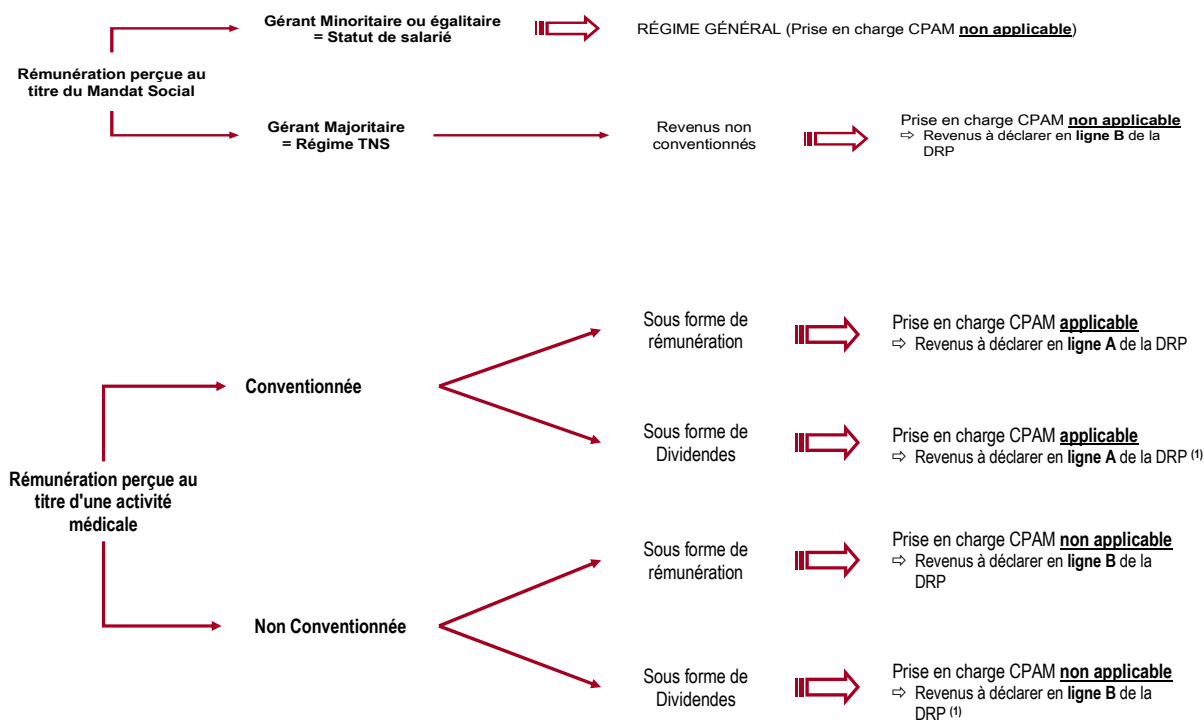 Gérant Minoritaire ou égalitaire
= Statut de salarié
RÉGIME GÉNÉRAL (Prise en charge CPAM non applicable)
Rémunération perçue au
titre du Mandat Social
Gérant Majoritaire
= Régime TNS
Revenus non
conventionnés
Prise en charge CPAM non applicable
⇨ Revenus à déclarer en ligne B de la
DRP
Sous forme de
rémunération
Prise en charge CPAM applicable
⇨ Revenus à déclarer en ligne A de la DRP
Conventionnée
Sous forme de
Dividendes
Prise en charge CPAM applicable
⇨ Revenus à déclarer en ligne A de la DRP (1)
Rémunération perçue au
titre d'une activité
médicale
Sous forme de
rémunération
Prise en charge CPAM non applicable
⇨ Revenus à déclarer en ligne B de la
DRP
Non Conventionnée
Sous forme de
Dividendes
Prise en charge CPAM non applicable
⇨ Revenus à déclarer en ligne B de la
DRP (1)